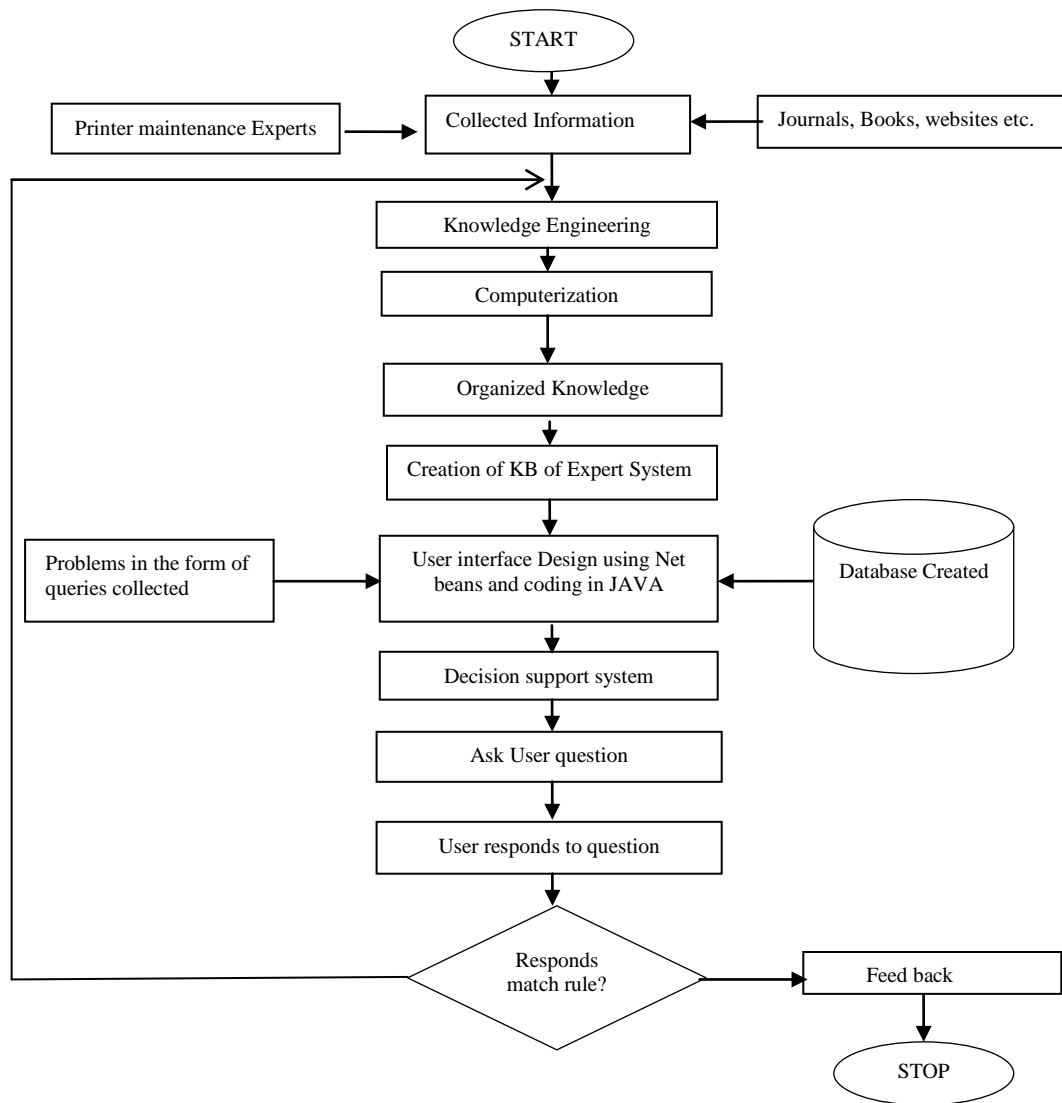 START
Printer maintenance Experts
Collected Information
Journals, Books, websites etc.
Knowledge Engineering
Computerization
Organized Knowledge
Creation of KB of Expert System
Problems in the form of
queries collected
User interface Design using Net
beans and coding in JAVA
Database Created
Decision support system
Ask User question
User responds to question
Responds
match rule?
Feed back
STOP